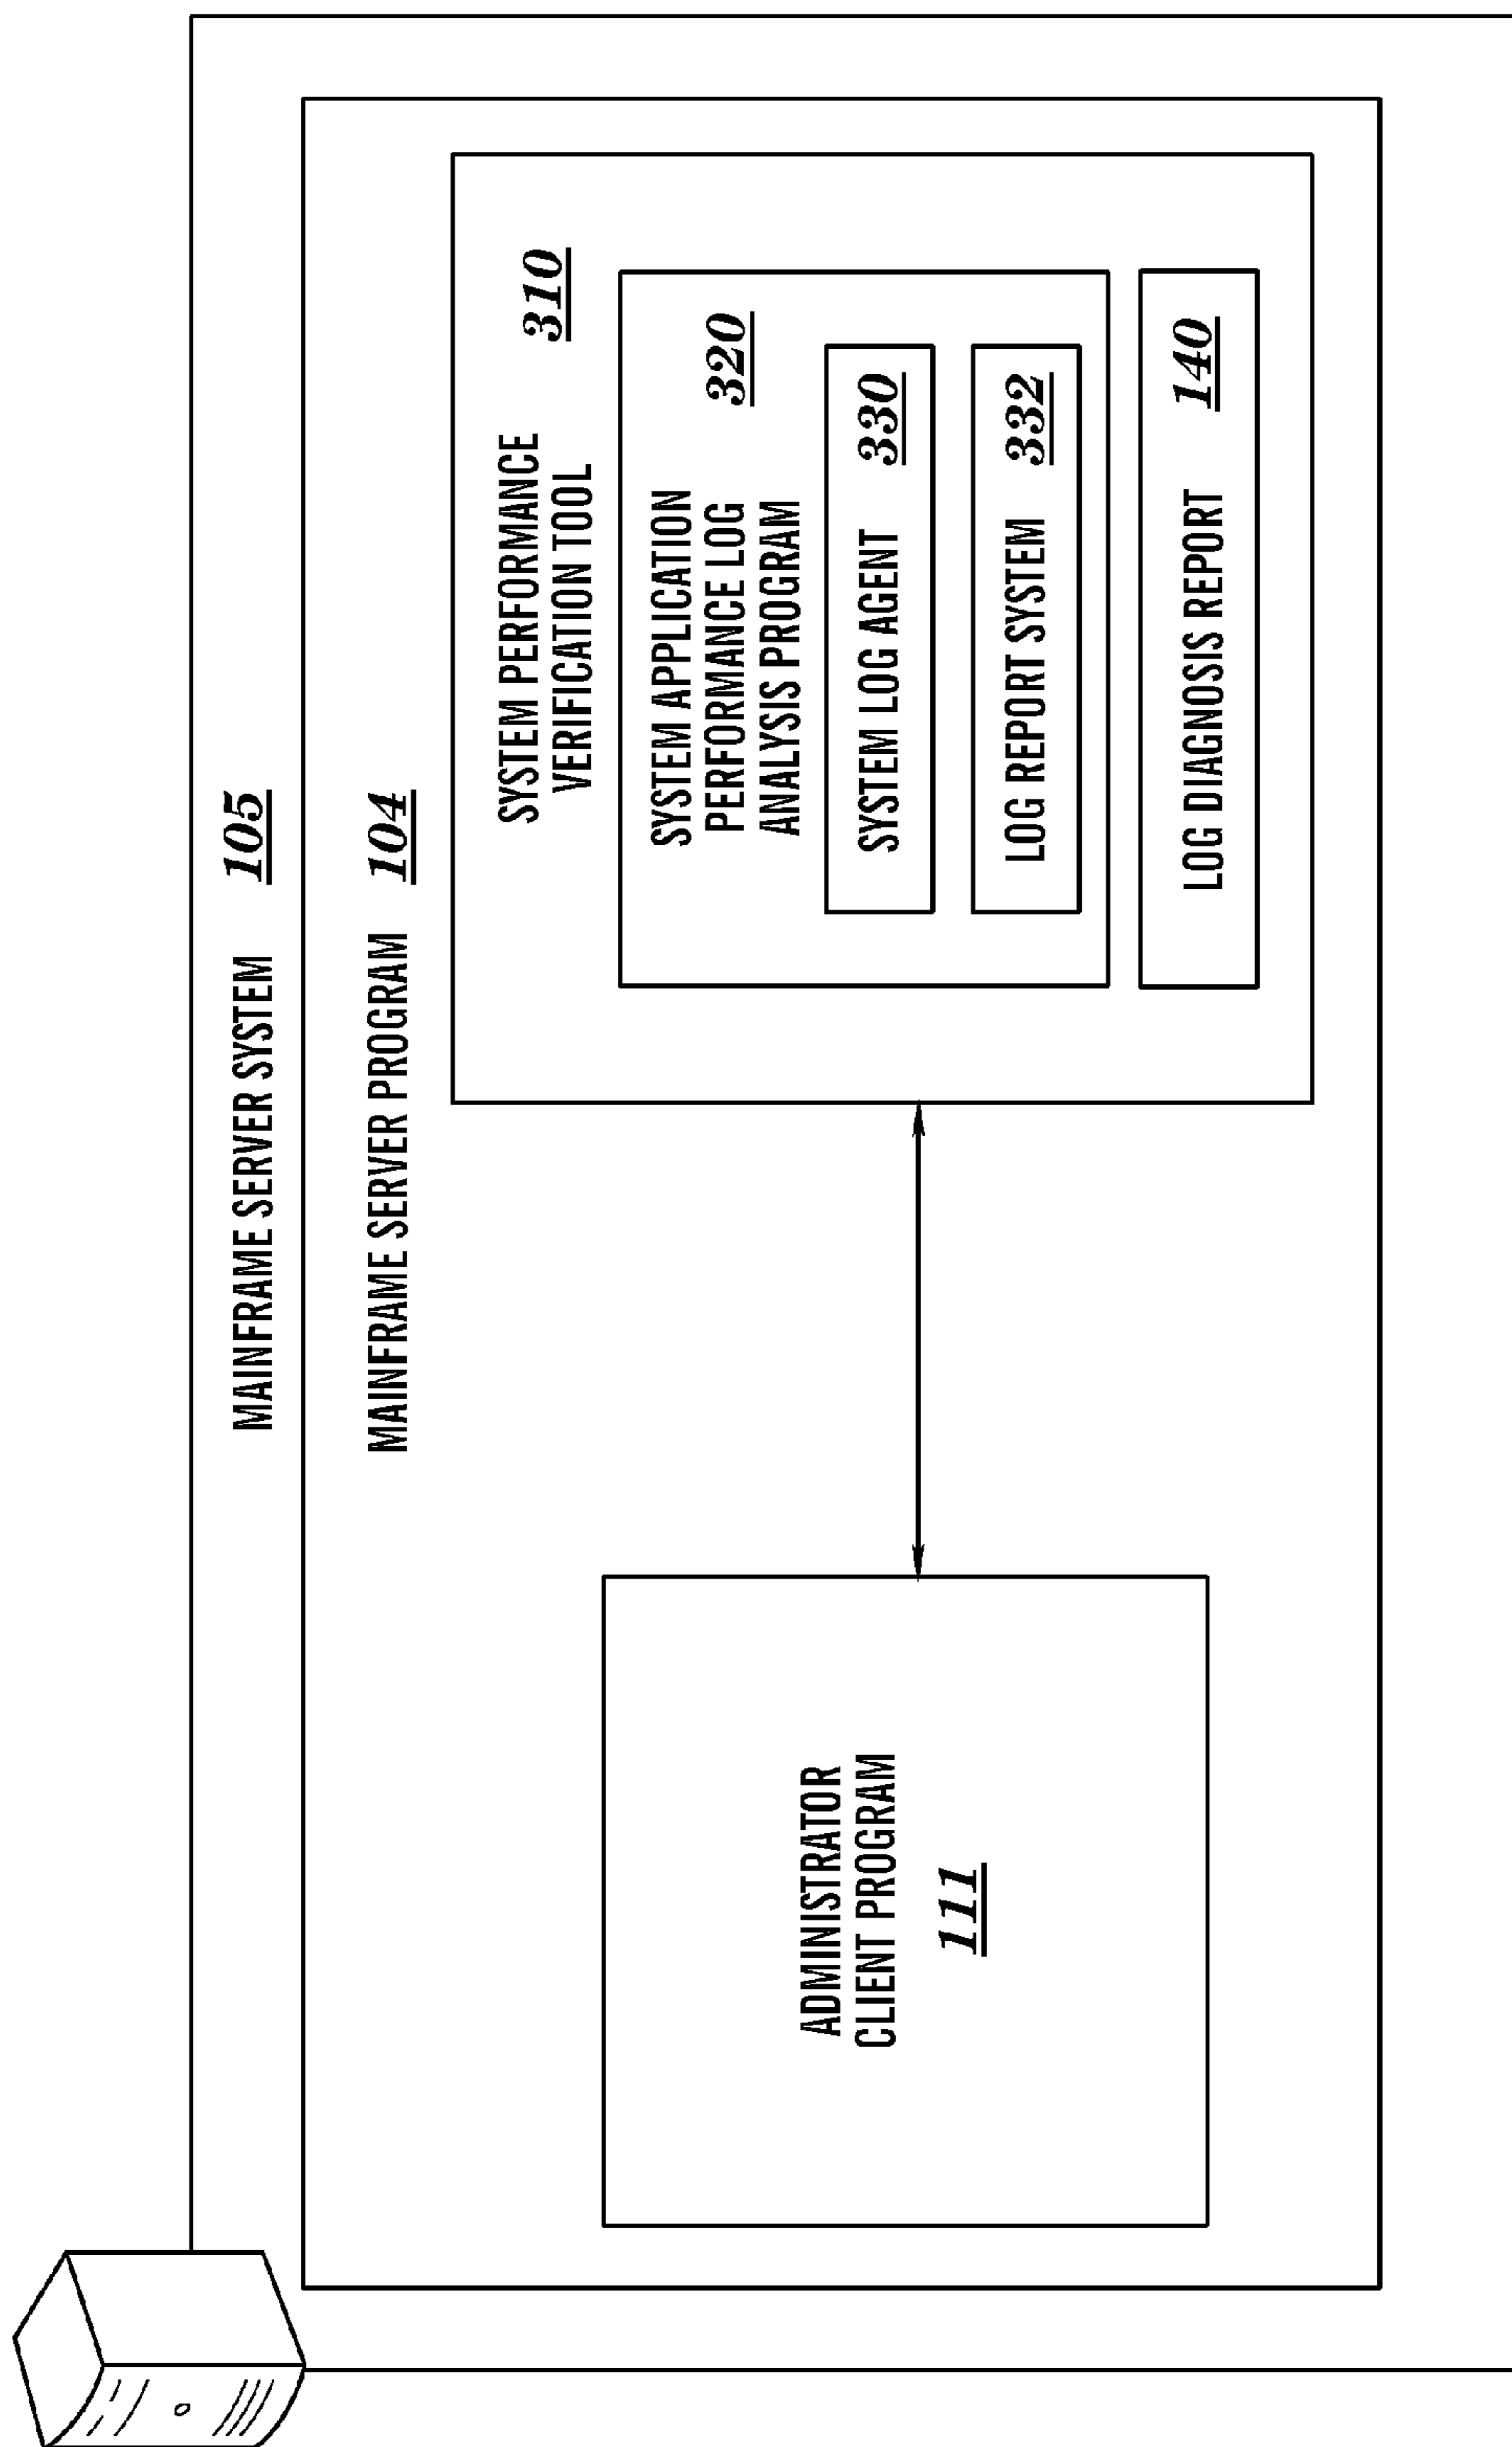 MAINFRAME SERVER SYSTEM 105
MAINFRAME SERVER PROGRAM 104
ADMINISTRATOR
CLIENT PROGRAM
111
SYSTEM PERFORMANCE
VERIFICATION TOOL
310
SYSTEM APPLICATION
PERFORMANCE LOG
ANALYSIS PROGRAM
320
SYSTEM LOG AGENT 330
LOG REPORT SYSTEM 332
LOG DIAGNOSIS REPORT 140